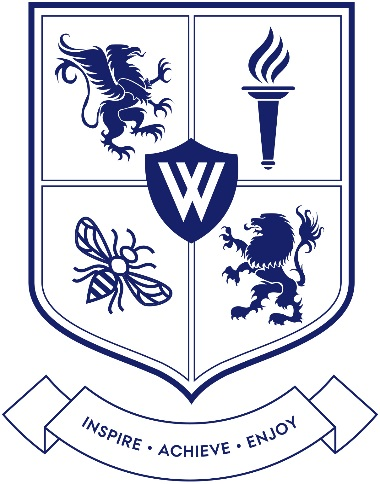 W
INSPIRE • ACHIEVE • ENJOY